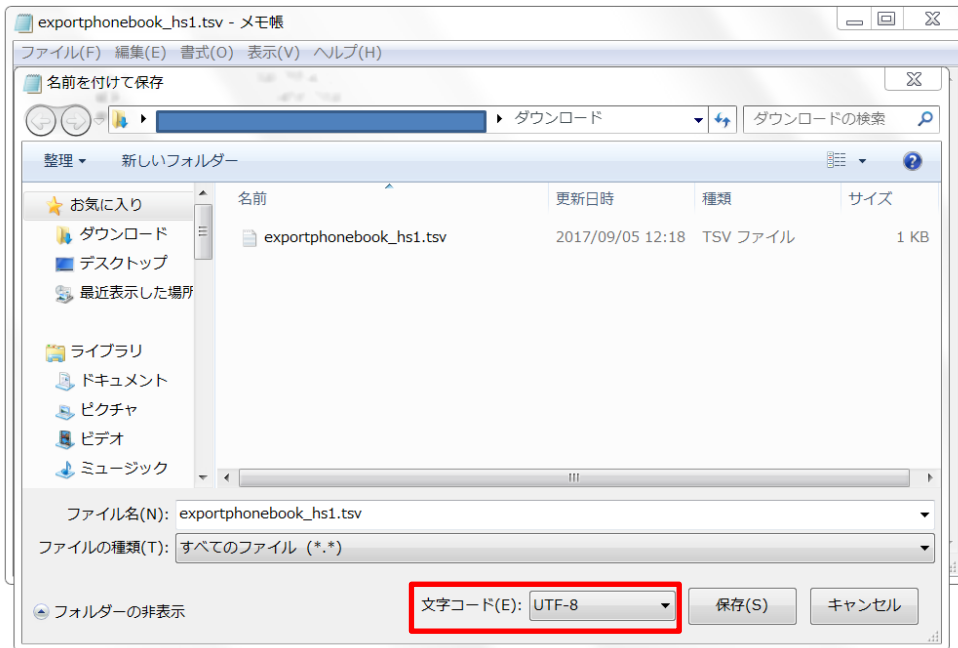 exportphonebook_hs1.tsv - メモ帳
ファイル(F) 編集(E) 書式(O) 表示(V) ヘルプ(H)
名前を付けて保存
ダウンロード ダウンロードの検索
整理 新しいフォルダー
お気に入り
ダウンロード
デスクトップ
最近表示した場所
ライブラリ
ドキュメント
ピクチャ
ビデオ
ミュージック
名前 更新日時 種類 サイズ
exportphonebook_hs1.tsv 2017/09/05 12:18 TSV ファイル 1 KB
ファイル名(N): exportphonebook_hs1.tsv
ファイルの種類(T): すべてのファイル (*.*)
フォルダーの非表示 文字コード(E): UTF-8 保存(S) キャンセル